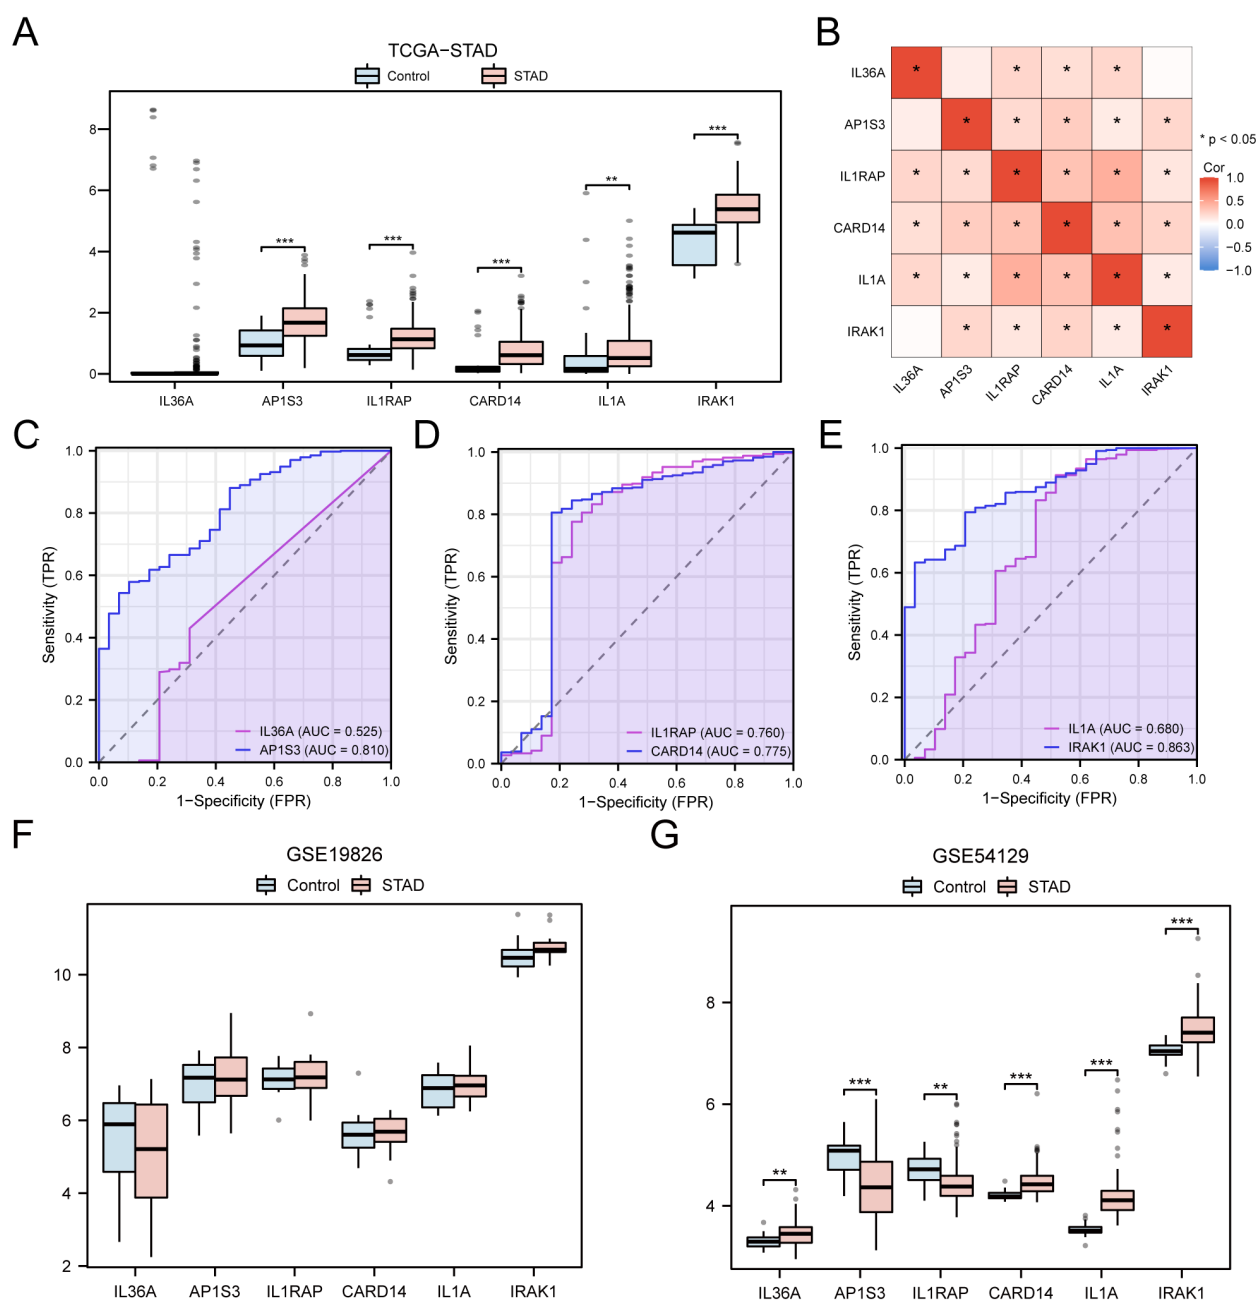 A
TCGA−STAD
Control STAD
8
6
4
2
0
***
***
***
**
***
IL36A AP1S3 IL1RAP CARD14 IL1A IRAK1
B
IL36A * * * *
AP1S3 * * * * *
IL1RAP * * * * * *
CARD14 * * * * * *
IL1A * * * * * *
IRAK1 * * * * *
IL36A AP1S3 IL1RAP CARD14 IL1A IRAK1
* p < 0.05
Cor
1.0
0.5
0.0
−0.5
−1.0
C
Sensitivity (TPR)
1.0
0.8
0.6
0.4
0.2
0.0
IL36A (AUC = 0.525)
AP1S3 (AUC = 0.810)
0.0 0.2 0.4 0.6 0.8 1.0
1−Specificity (FPR)
D
Sensitivity (TPR)
1.0
0.8
0.6
0.4
0.2
0.0
IL1RAP (AUC = 0.760)
CARD14 (AUC = 0.775)
0.0 0.2 0.4 0.6 0.8 1.0
1−Specificity (FPR)
E
Sensitivity (TPR)
1.0
0.8
0.6
0.4
0.2
0.0
IL1A (AUC = 0.680)
IRAK1 (AUC = 0.863)
0.0 0.2 0.4 0.6 0.8 1.0
1−Specificity (FPR)
F
GSE19826
Control STAD
10
8
6
4
2
IL36A AP1S3 IL1RAP CARD14 IL1A IRAK1
G
GSE54129
Control STAD
8
4
**
***
**
***
***
***
IL36A AP1S3 IL1RAP CARD14 IL1A IRAK1